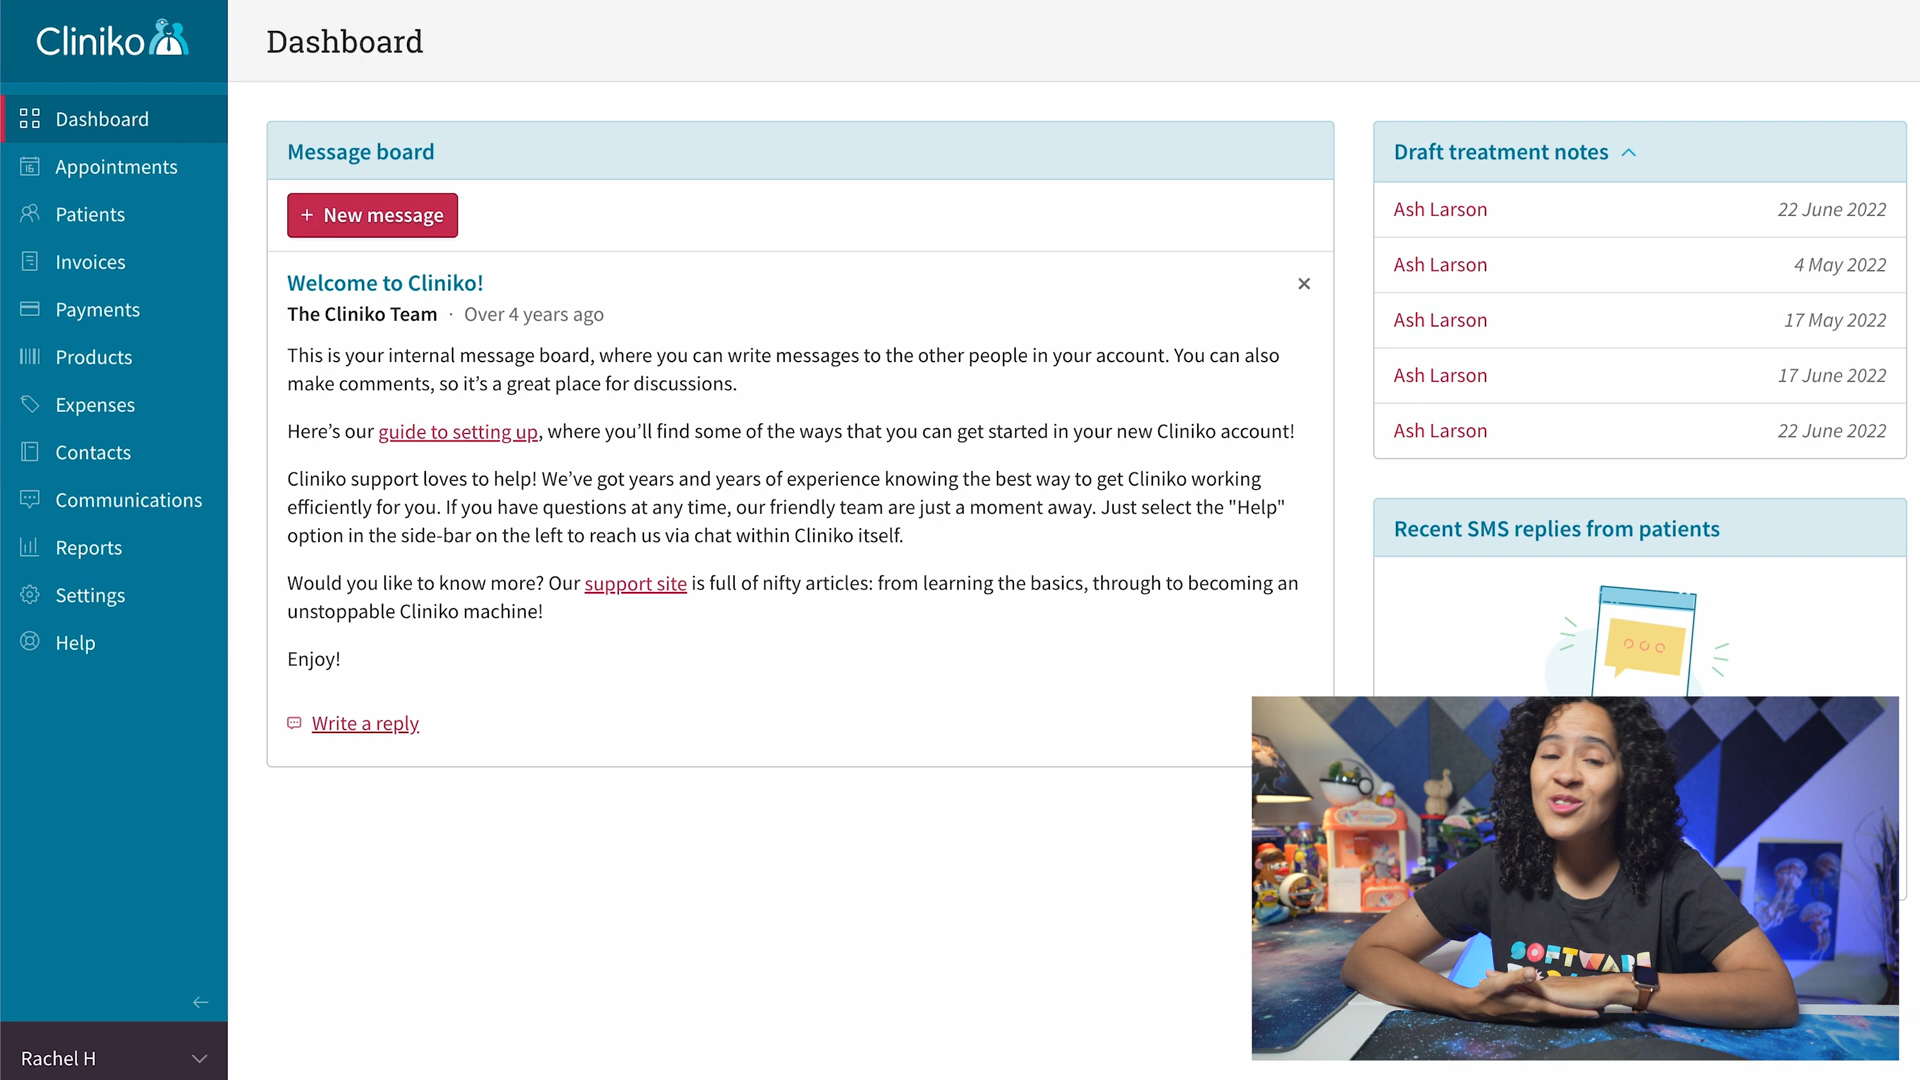 Cliniko
Dashboard
Dashboard
Appointments
Patients
Invoices
Payments
Products
Expenses
Contacts
Communications
Reports
Settings
Help
Rachel H
Message board
+ New message
Welcome to Cliniko!
The Cliniko Team · Over 4 years ago
This is your internal message board, where you can write messages to the other people in your account. You can also
make comments, so it’s a great place for discussions.
Here’s our guide to setting up, where you’ll find some of the ways that you can get started in your new Cliniko account!
Cliniko support loves to help! We’ve got years and years of experience knowing the best way to get Cliniko working
efficiently for you. If you have questions at any time, our friendly team are just a moment away. Just select the "Help"
option in the side-bar on the left to reach us via chat within Cliniko itself.
Would you like to know more? Our support site is full of nifty articles: from learning the basics, through to becoming an
unstoppable Cliniko machine!
Enjoy!
Write a reply
Draft treatment notes
Ash Larson 22 June 2022
Ash Larson 4 May 2022
Ash Larson 17 May 2022
Ash Larson 17 June 2022
Ash Larson 22 June 2022
Recent SMS replies from patients
SOFTWARE